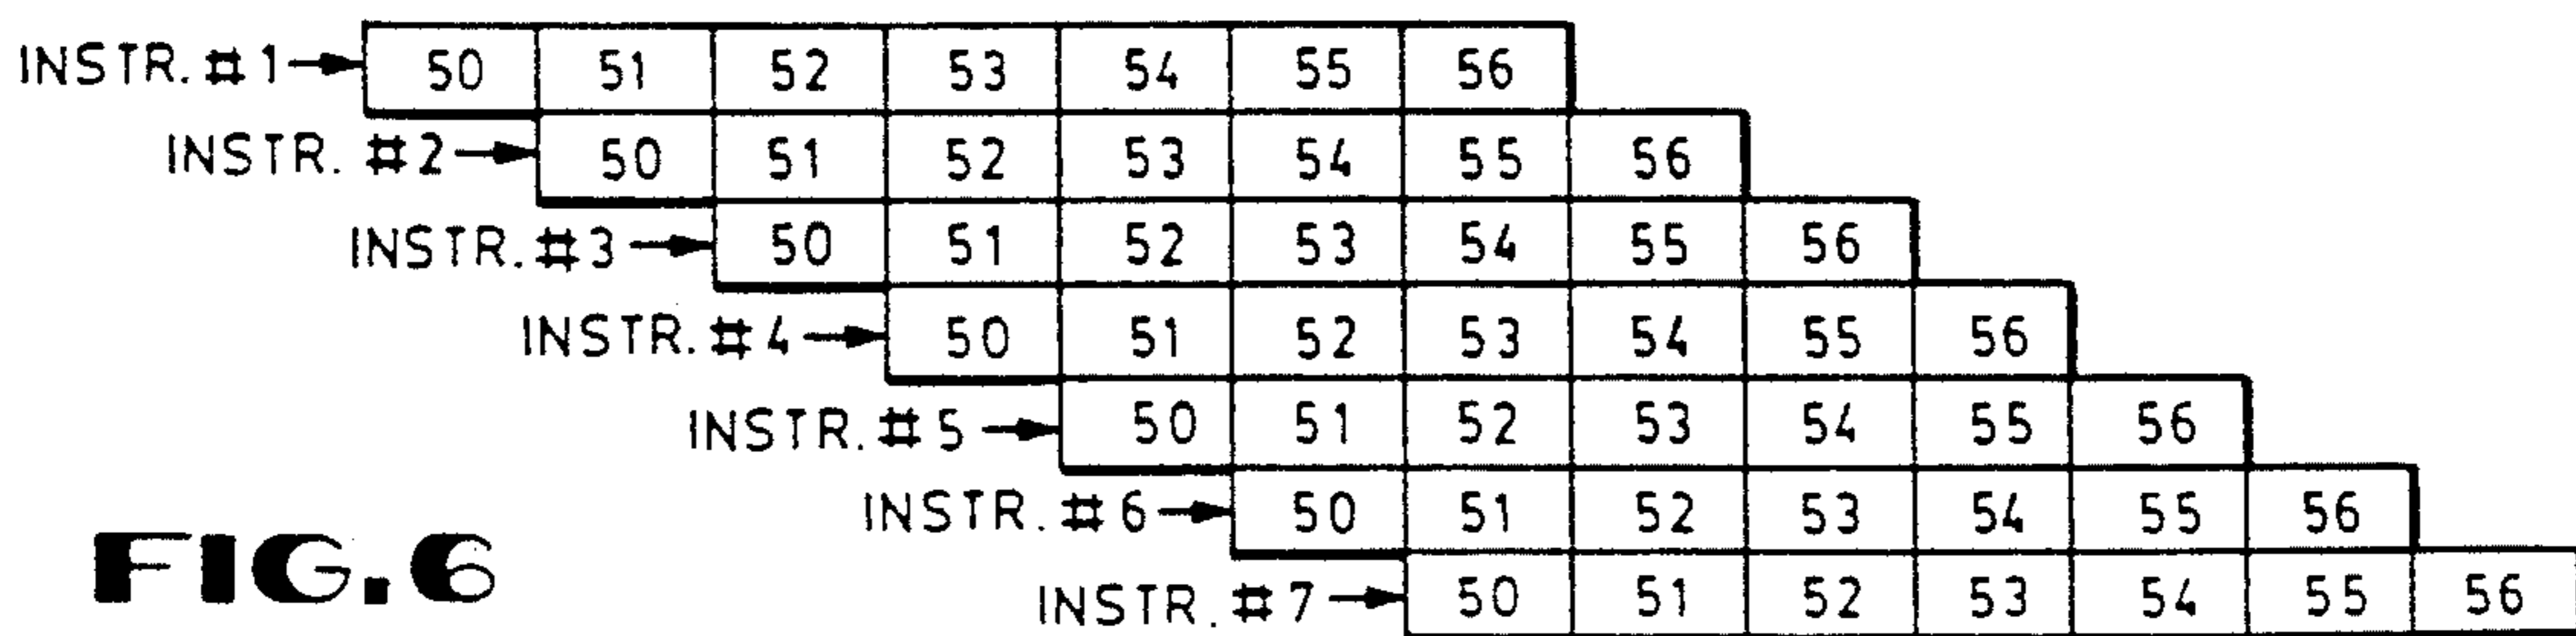 INSTR. #1 50 51 52 53 54 55 56
INSTR. #2 50 51 52 53 54 55 56
INSTR. #3 50 51 52 53 54 55 56
INSTR. #4 50 51 52 53 54 55 56
INSTR. #5 50 51 52 53 54 55 56
INSTR. #6 50 51 52 53 54 55 56
INSTR. #7 50 51 52 53 54 55 56
FIG.6